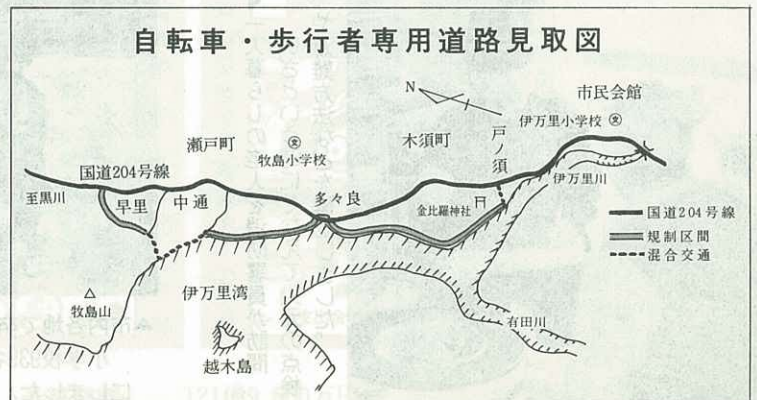 自転車・歩行者専用道路見取図
N
市民会館
伊万里小学校
文
瀬戸町
文
牧島小学校
木須町
戸ノ須
国道204号線
至黒川
早里
中通
多々良
金比羅神社
伊万里川
国道204号線
規制区間
混合交通
牧島山
伊万里湾
有田川
越木島